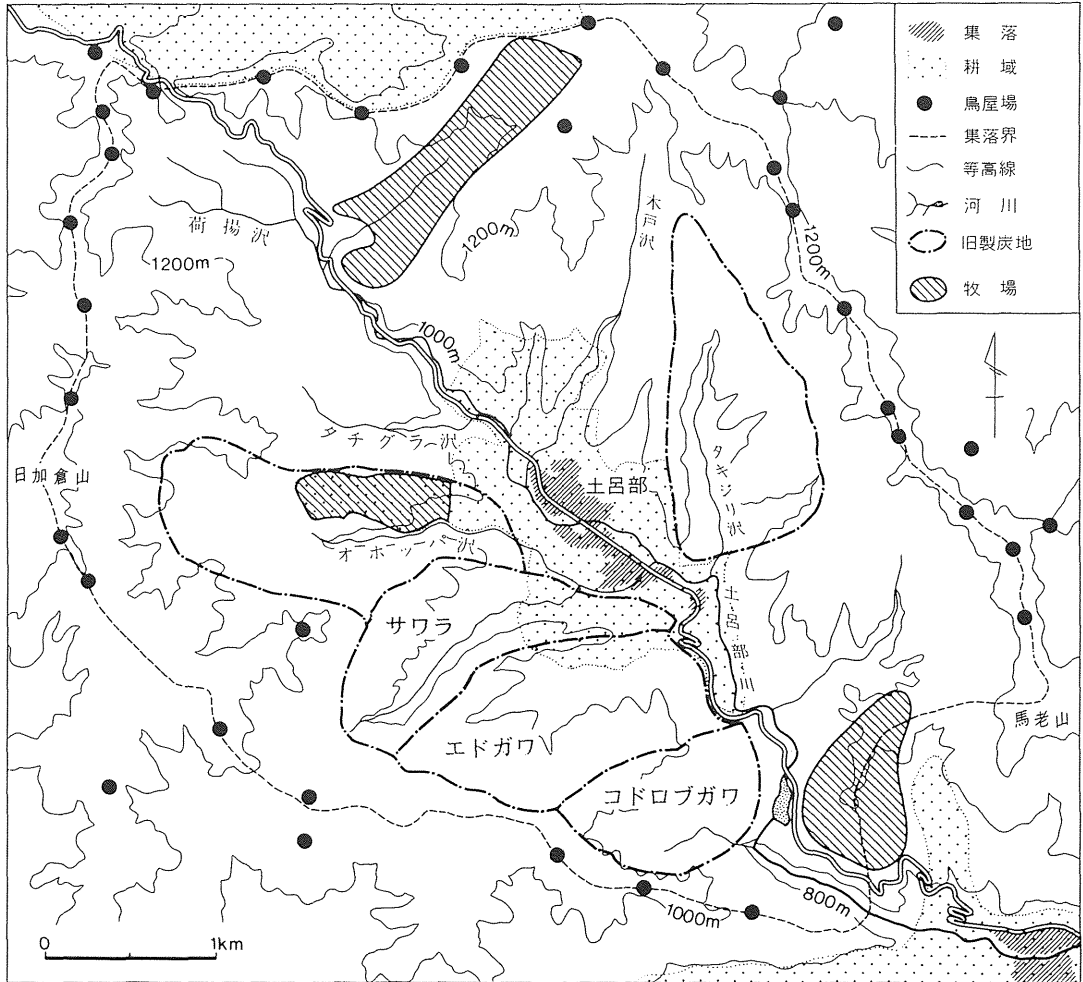 集落
耕域
鳥屋場
集落界
等高線
河川
旧製炭地
牧場
荷揚沢
1200m
1200m
木戸沢
1200m
1000m
タチグラ沢
日加倉山
土呂部
タキジリ沢
オーホッパー沢
サワラ
土呂部川
エドガワ
馬老山
コドロブガワ
800m
1000m
0 1km